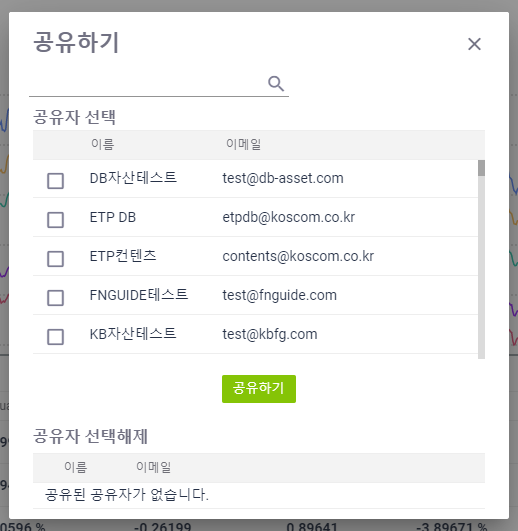 공유하기
공유자 선택
이름 이메일
DB자산테스트 test@db-asset.com
ETP DB etpdb@koscom.co.kr
ETP컨텐츠 contents@koscom.co.kr
FNGUIDE테스트 test@fnguide.com
KB자산테스트 test@kbfg.com
공유하기
공유자 선택해제
이름 이메일
공유된 공유자가 없습니다.
0596 % -0.26199 0.89641 -3.89671 %